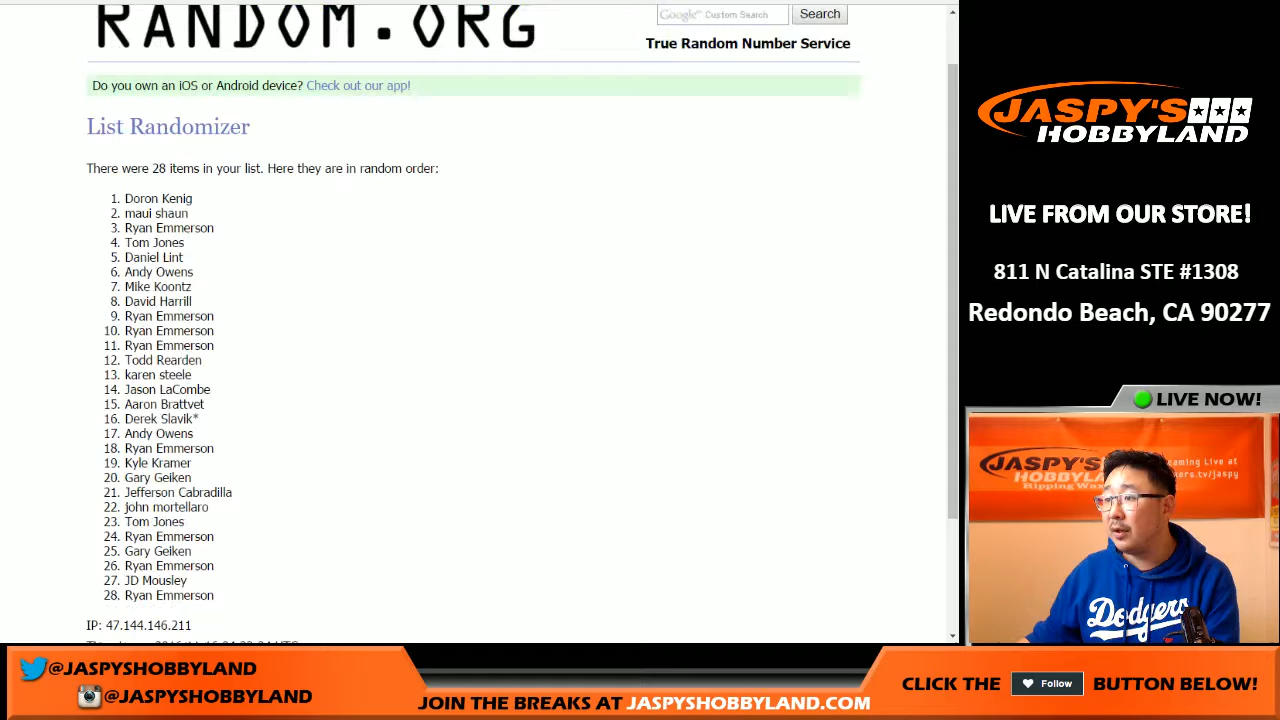 RANDOM.ORG
Google™ Custom Search
Search
True Random Number Service
Do you own an iOS or Android device? Check out our app!
List Randomizer
There were 28 items in your list. Here they are in random order:
1. Doron Kenig
2. maui shaun
3. Ryan Emmerson
4. Tom Jones
5. Daniel Lint
6. Andy Owens
7. Mike Koontz
8. David Harrill
9. Ryan Emmerson
10. Ryan Emmerson
11. Ryan Emmerson
12. Todd Rearden
13. karen steele
14. Jason LaCombe
15. Aaron Brattvet
16. Derek Slavik*
17. Andy Owens
18. Ryan Emmerson
19. Kyle Kramer
20. Gary Geiken
21. Jefferson Cabradilla
22. john mortellaro
23. Tom Jones
24. Ryan Emmerson
25. Gary Geiken
26. Ryan Emmerson
27. JD Mousley
28. Ryan Emmerson
IP: 47.144.146.211
JASPY'S
HOBBYLAND
LIVE FROM OUR STORE!
811 N Catalina STE #1308
Redondo Beach, CA 90277
LIVE NOW!
JASPY'S
HOBBYLAND
Ripping Wax
Live at
Dodgers
@JASPYSHOBBYLAND
@JASPYSHOBBYLAND
JOIN THE BREAKS AT JASPYSHOBBYLAND.COM
CLICK THE
Follow
BUTTON BELOW!